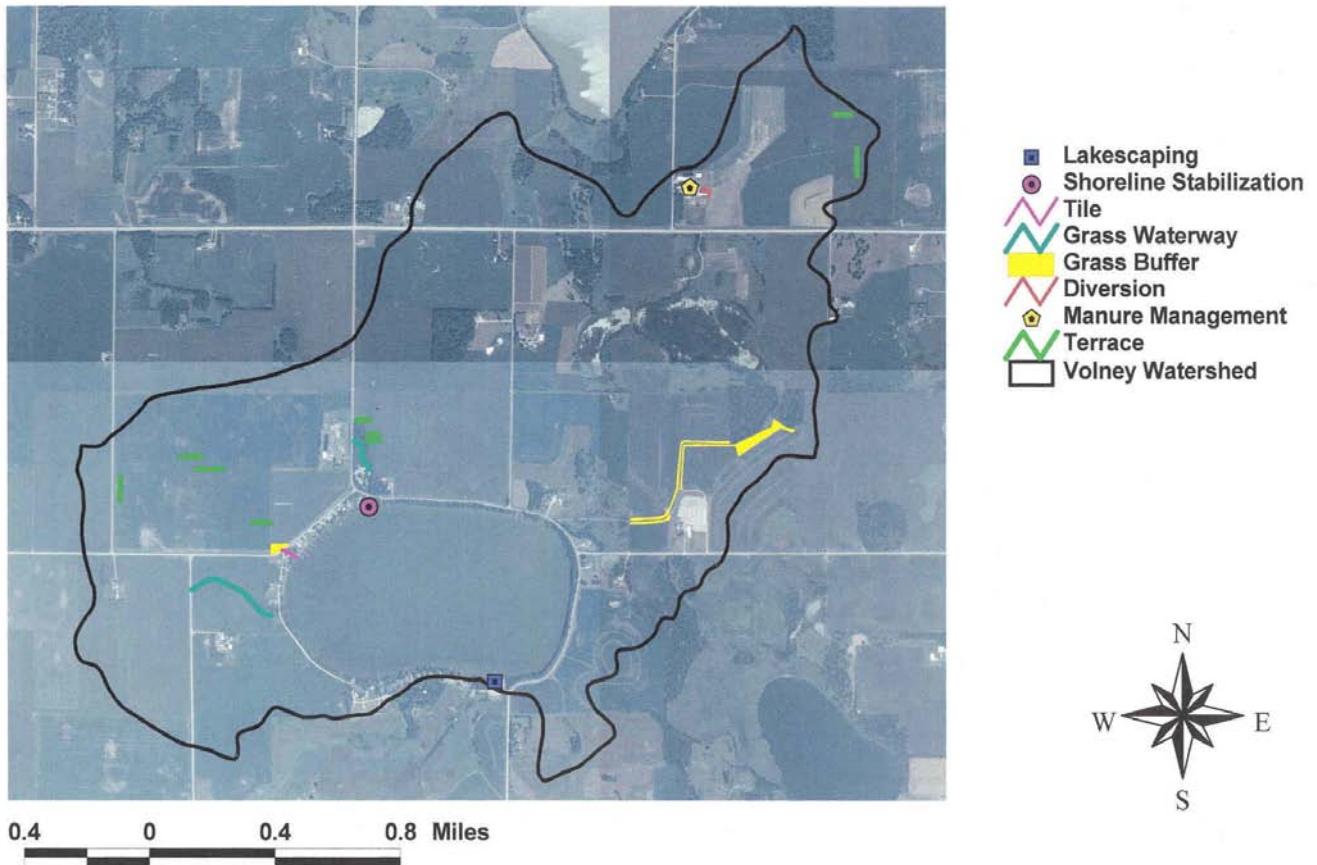 Lakescaping
Shoreline Stabilization
Tile
Grass Waterway
Grass Buffer
Diversion
Manure Management
Terrace
Volney Watershed
N
W E
S
0.4 0 0.4 0.8 Miles